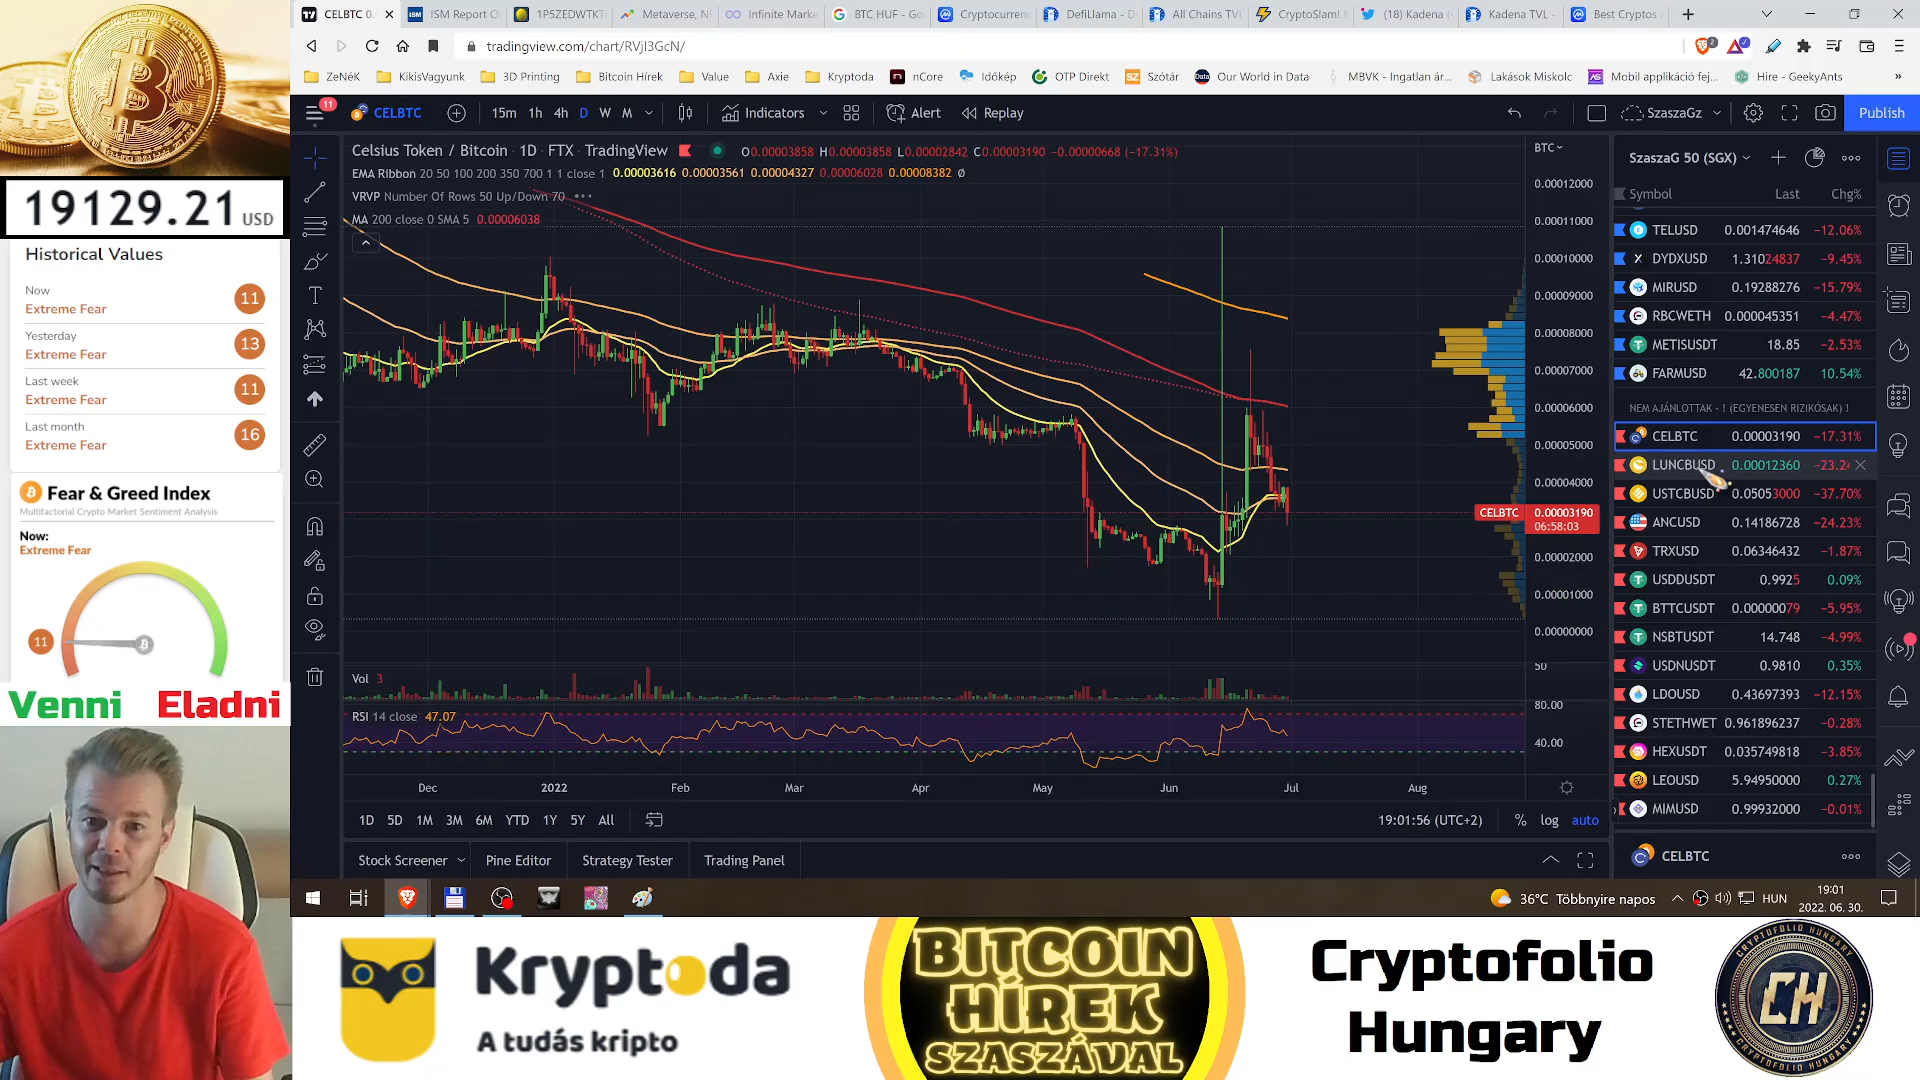 CELBTC 0.0
ISM Report O
1P5ZEDWTKT
Metaverse, NF
Infinite Mark
BTC HUF - Go
Cryptocurren
DefiLlama - D
All Chains TVL
CryptoSlam! N
(18) Kadena (
Kadena TVL -
Best Cryptos
tradingview.com/chart/RVjI3GcN/
ZeNéK
KikisVagyunk
3D Printing
Bitcoin Hírek
Value
Axie
Kryptoda
nCore
Időkép
OTP Direkt
Szótár
Our World in Data
MBVK - Ingatlan ár...
Lakások Miskolc
Mobil applikáció fej...
Hire - GeekyAnts
11
CELBTC
15m 1h 4h D W M
Indicators
Alert
Replay
SzaszaGz
Publish
Celsius Token / Bitcoin · 1D · FTX · TradingView
O0.00003858 H0.00003858 L0.00002842 C0.00003190 -0.00000668 (-17.31%)
EMA Ribbon 20 50 100 200 350 700 1 1 close 1 0.00003616 0.00003561 0.00004327 0.00006028 0.00008382 Ø
VRVP Number Of Rows 50 Up/Down 70
MA 200 close 0 SMA 5 0.00006038
BTC
0.00012000
0.00011000
0.00010000
0.00009000
0.00008000
0.00007000
0.00006000
0.00005000
0.00004000
CELBTC 0.00003190
06:58:03
0.00002000
0.00001000
0.00000000
Vol 3
50
RSI 14 close 47.07
80.00
40.00
Dec 2022 Feb Mar Apr May Jun Jul Aug
1D 5D 1M 3M 6M YTD 1Y 5Y All
19:01:56 (UTC+2)
% log auto
Stock Screener
Pine Editor
Strategy Tester
Trading Panel
SzaszaG 50 (SGX)
Symbol Last Chg%
TELUSD 0.001474646 -12.06%
DYDXUSD 1.31024837 -9.45%
MIRUSD 0.19288276 -15.79%
RBCWETH 0.000045351 -4.47%
METISUSDT 18.85 -2.53%
FARMUSD 42.800187 10.54%
NEM AJÁNLOTTAK - ! (EGYENESEN RIZIKÓSAK) !
CELBTC 0.00003190 -17.31%
LUNCBUSD 0.00012360 -23.2
USTCBUSD 0.05053000 -37.70%
ANCUSD 0.14186728 -24.23%
TRXUSD 0.06346432 -1.87%
USDDUSDT 0.9925 0.09%
BTTCUSDT 0.00000079 -5.95%
NSBTUSDT 14.748 -4.99%
USDNUSDT 0.9810 0.35%
LDOUSD 0.43697393 -12.15%
STETHWET 0.961896237 -0.28%
HEXUSDT 0.035749818 -3.85%
LEOUSD 5.94950000 0.27%
MIMUSD 0.99932000 -0.01%
CELBTC
36°C Többnyire napos
HUN
19:01
2022. 06. 30.
19129.21 USD
Historical Values
Now
Extreme Fear
11
Yesterday
Extreme Fear
13
Last week
Extreme Fear
11
Last month
Extreme Fear
16
Fear & Greed Index
Multifactorial Crypto Market Sentiment Analysis
Now:
Extreme Fear
11
Venni Eladni
Kryptoda
A tudás kripto
BITCOIN
HÍREK
SZASZÁVAL
Cryptofolio
Hungary
CRYPTOFOLIO
CH
CRYPTOFOLIO HUNGARY